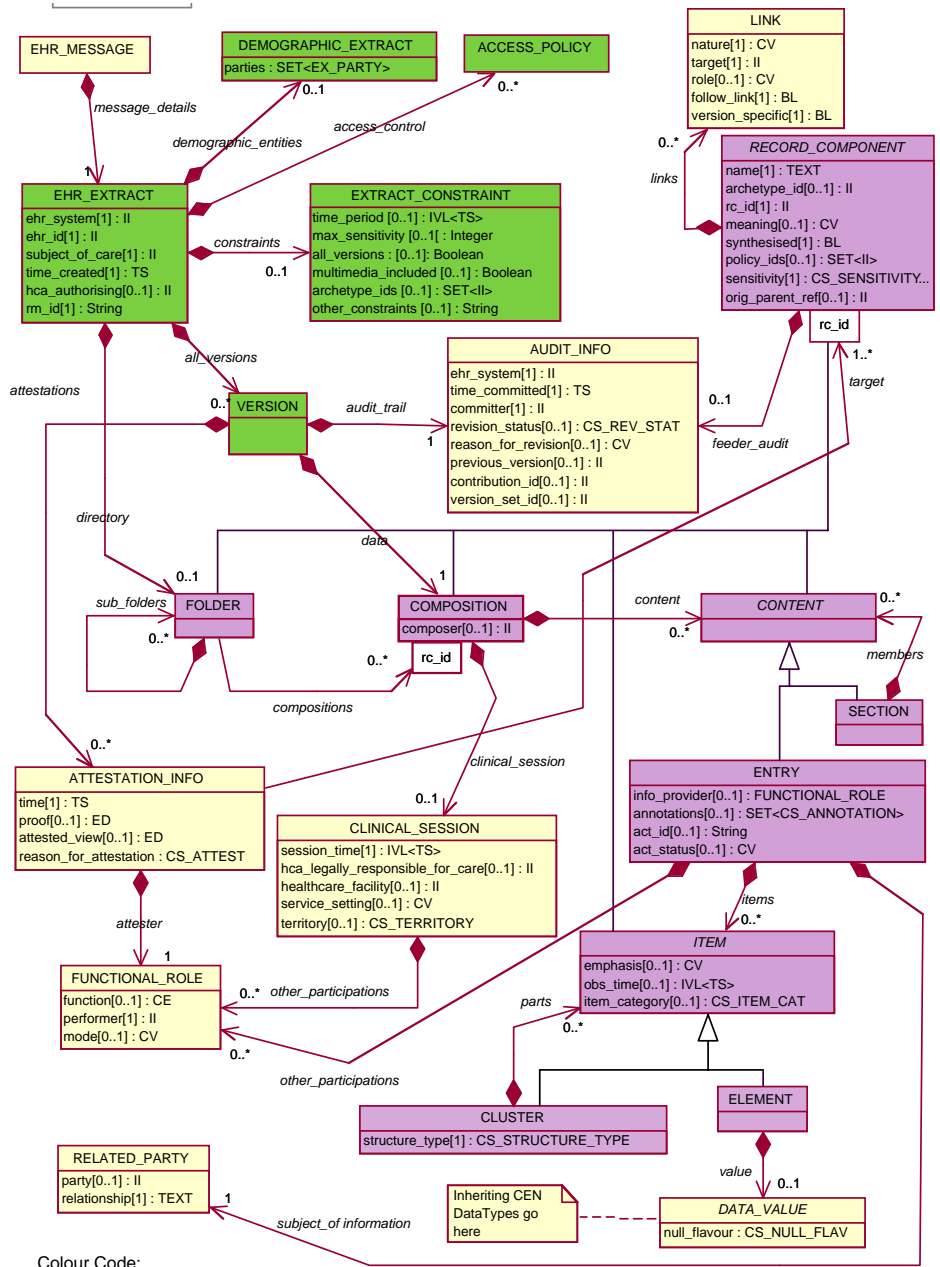 EHR_MESSAGE
DEMOGRAPHIC_EXTRACT
parties : SET<EX_PARTY>
ACCESS_POLICY
LINK
nature[1] : CV
target[1] : II
role[0..1] : CV
follow_link[1] : BL
version_specific[1] : BL
message_details
0..1
0..*
access_control
demographic_entities
1
0..*
links
RECORD_COMPONENT
name[1] : TEXT
archetype_id[0..1] : II
rc_id[1] : II
meaning[0..1] : CV
synthesised[1] : BL
policy_ids[0..1] : SET<II>
sensitivity[1] : CS_SENSITIVITY...
orig_parent_ref[0..1] : II
rc_id
EHR_EXTRACT
ehr_system[1] : II
ehr_id[1] : II
subject_of_care[1] : II
time_created[1] : TS
hca_authorising[0..1] : II
rm_id[1] : String
constraints
0..1
EXTRACT_CONSTRAINT
time_period [0..1] : IVL<TS>
max_sensitivity [0..1[ : Integer
all_versions : [0..1]: Boolean
multimedia_included [0..1] : Boolean
archetype_ids [0..1] : SET<II>
other_constraints [0..1] : String
all_versions
attestations
0..*
VERSION
audit_trail
1
AUDIT_INFO
ehr_system[1] : II
time_committed[1] : TS
committer[1] : II
revision_status[0..1] : CS_REV_STAT
reason_for_revision[0..1] : CV
previous_version[0..1] : II
contribution_id[0..1] : II
version_set_id[0..1] : II
0..1
feeder_audit
1..*
target
directory
data
0..1
1
sub_folders
FOLDER
0..*
COMPOSITION
composer[0..1] : II
rc_id
0..*
compositions
content
0..*
CONTENT
0..*
members
SECTION
0..*
clinical_session
0..1
ATTESTATION_INFO
time[1] : TS
proof[0..1] : ED
attested_view[0..1] : ED
reason_for_attestation : CS_ATTEST
CLINICAL_SESSION
session_time[1] : IVL<TS>
hca_legally_responsible_for_care[0..1] : II
healthcare_facility[0..1] : II
service_setting[0..1] : CV
territory[0..1] : CS_TERRITORY
ENTRY
info_provider[0..1] : FUNCTIONAL_ROLE
annotations[0..1] : SET<CS_ANNOTATION>
act_id[0..1] : String
act_status[0..1] : CV
items
0..*
attester
1
FUNCTIONAL_ROLE
function[0..1] : CE
performer[1] : II
mode[0..1] : CV
0..*
other_participations
0..*
other_participations
ITEM
emphasis[0..1] : CV
obs_time[0..1] : IVL<TS>
item_category[0..1] : CS_ITEM_CAT
parts
0..*
CLUSTER
structure_type[1] : CS_STRUCTURE_TYPE
ELEMENT
value
0..1
RELATED_PARTY
party[0..1] : II
relationship[1] : TEXT
1
subject_of information
Inheriting CEN
DataTypes go
here
DATA_VALUE
null_flavour : CS_NULL_FLAV
Colour Code: